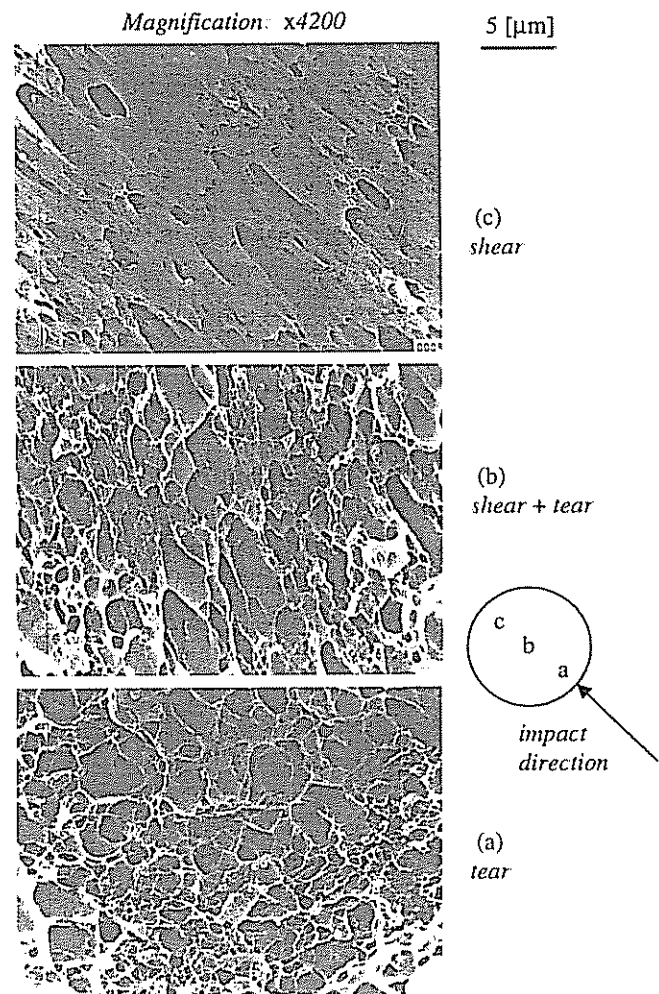 Magnification: x4200
5 [μm]
(c)
shear
(b)
shear + tear
c
b
a
impact
direction
(a)
tear